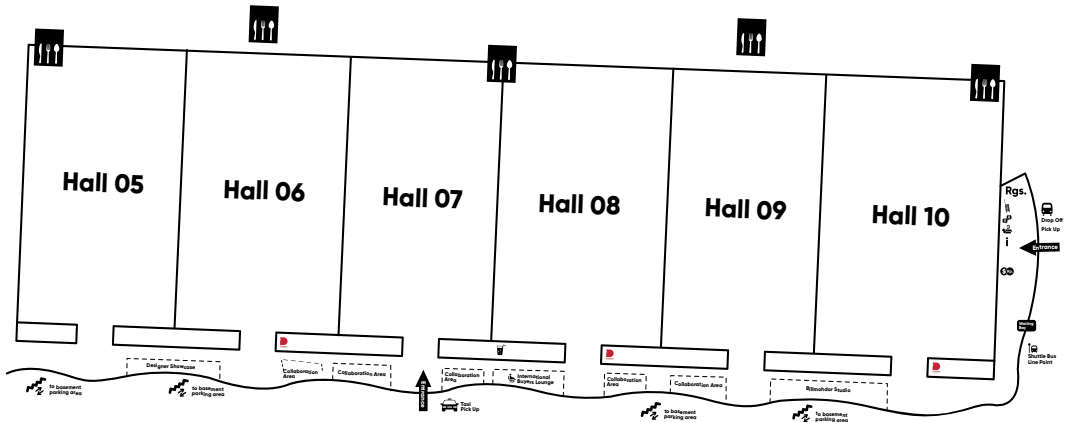 Hall 05
Hall 06
Hall 07
Hall 08
Hall 09
Hall 10
Rgs.
Drop Off
Pick Up
Entrance
Shuttle Bus
Line Point
Designer Showcase
Collaboration
Area
Collaboration Area
Collaboration
Area
International
Buyers Lounge
Collaboration
Area
Collaboration Area
to basement
parking area
to basement
parking area
Entrance
Taxi
Pick Up
to basement
parking area
to basement
parking area